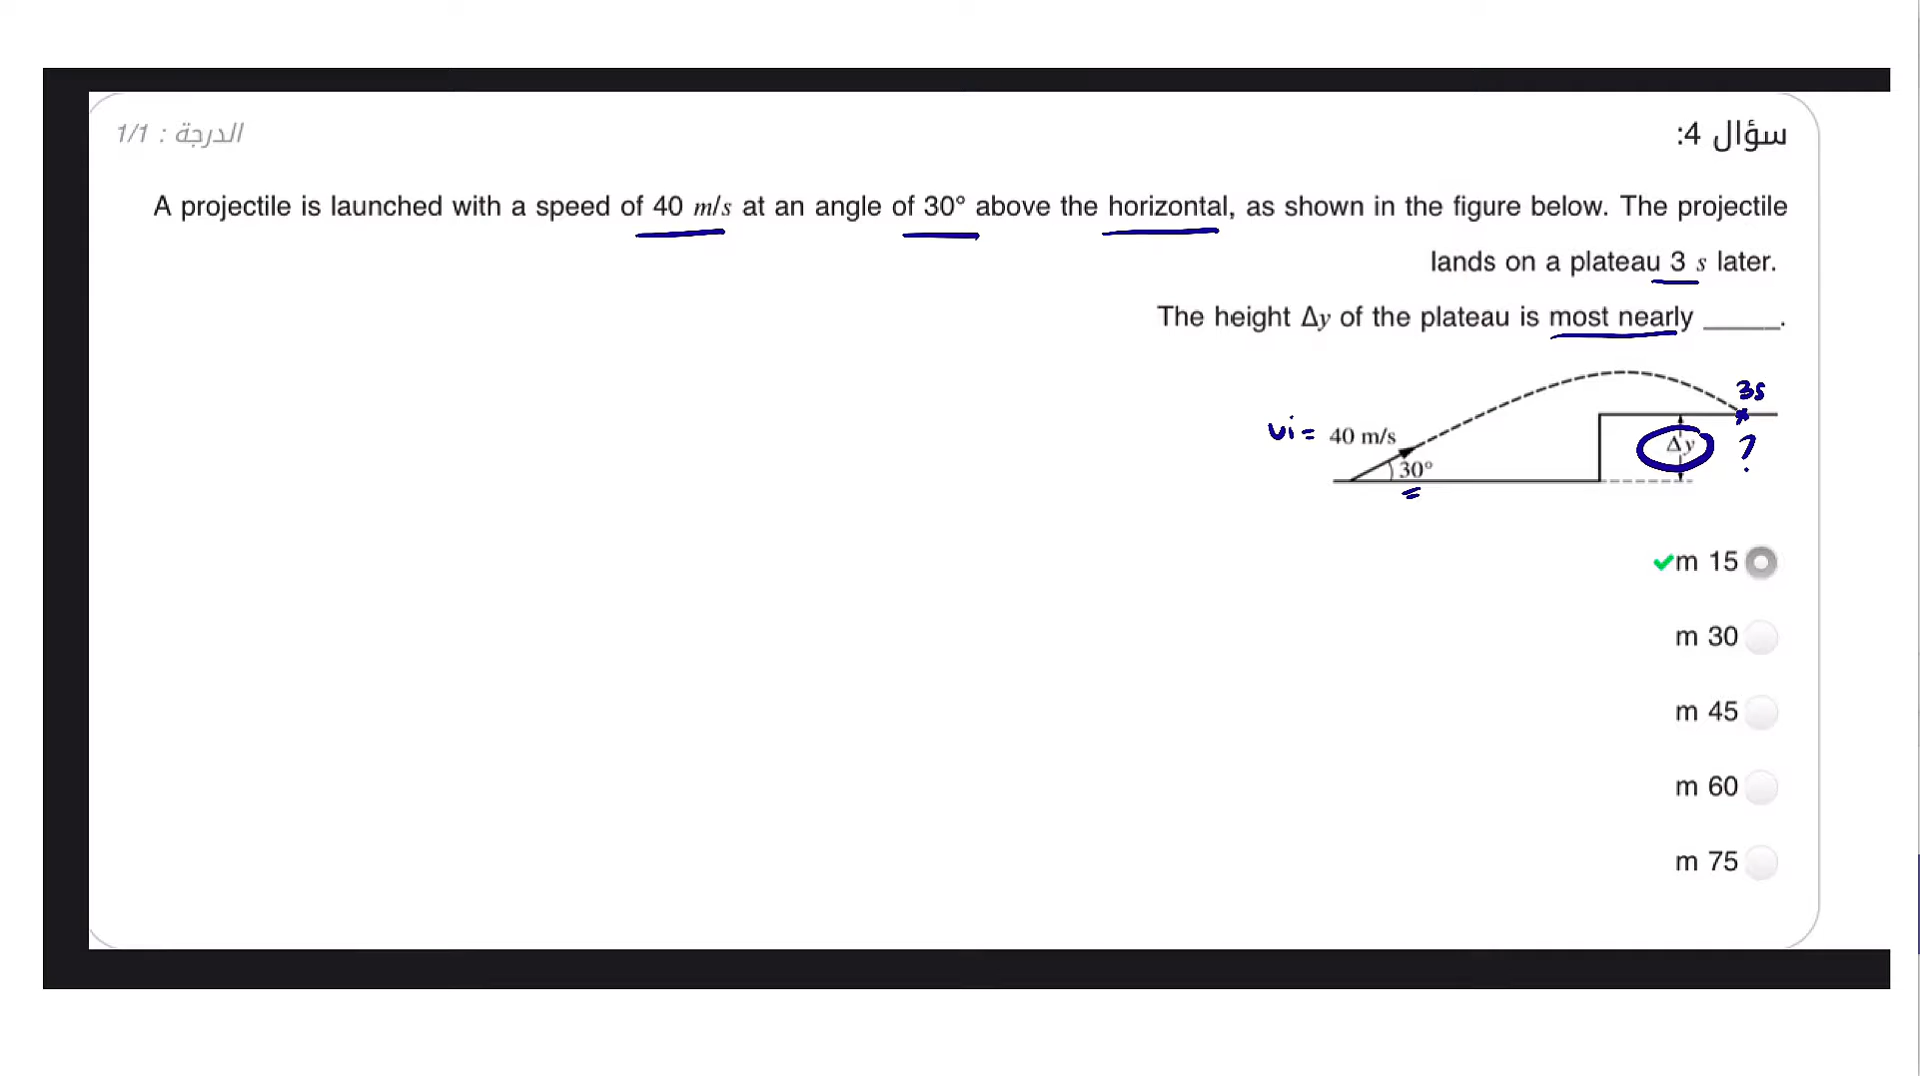 سؤال 4:
الدرجة : 1/1
A projectile is launched with a speed of 40 m/s at an angle of 30° above the horizontal, as shown in the figure below. The projectile
lands on a plateau 3 s later.
The height Δy of the plateau is most nearly _____.
3s
vi = 40 m/s
Δy ?
30°
=
m 15
m 30
m 45
m 60
m 75